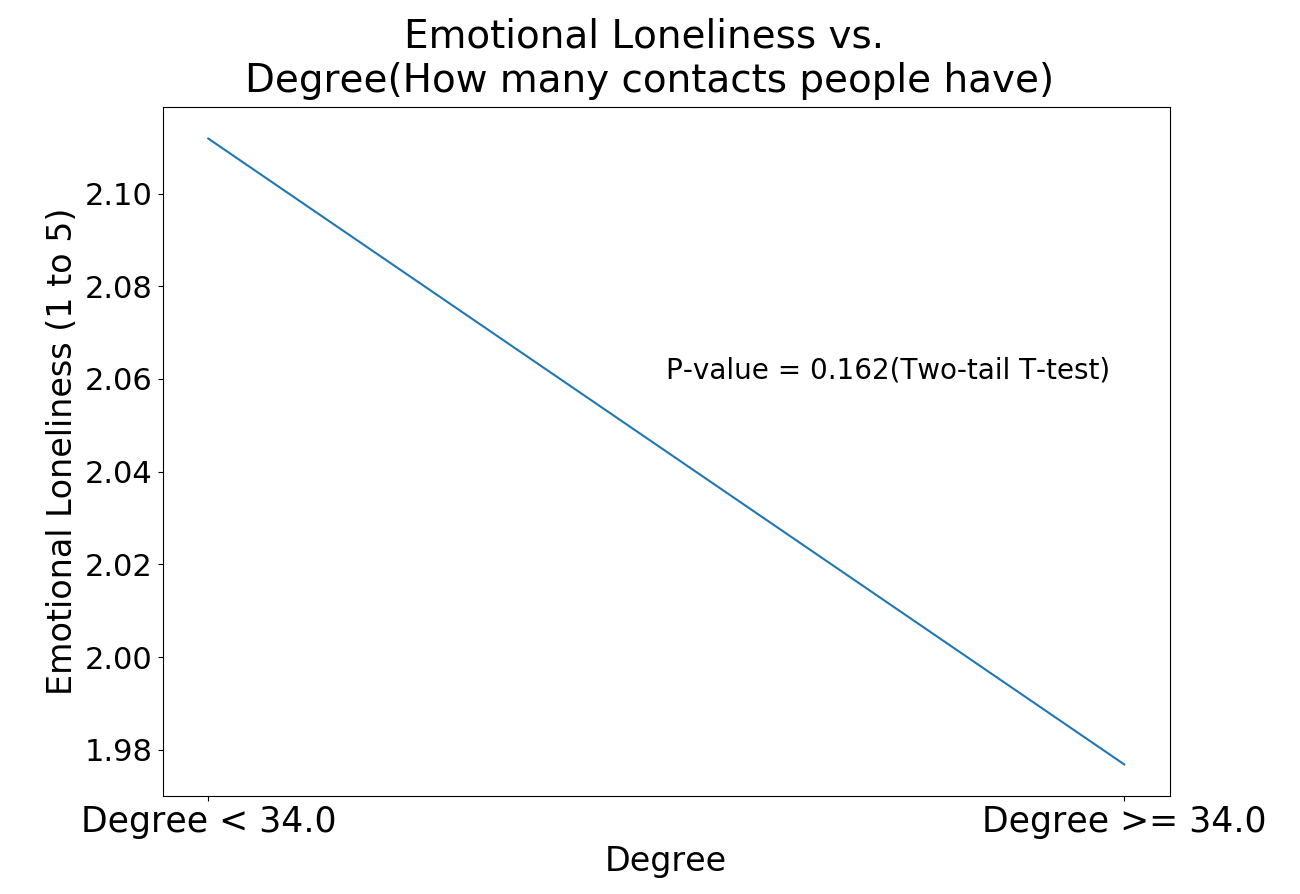 Emotional Loneliness vs.
Degree(How many contacts people have)
Emotional Loneliness (1 to 5)
2.10
2.08
2.06
2.04
2.02
2.00
1.98
P-value = 0.162(Two-tail T-test)
Degree < 34.0
Degree >= 34.0
Degree